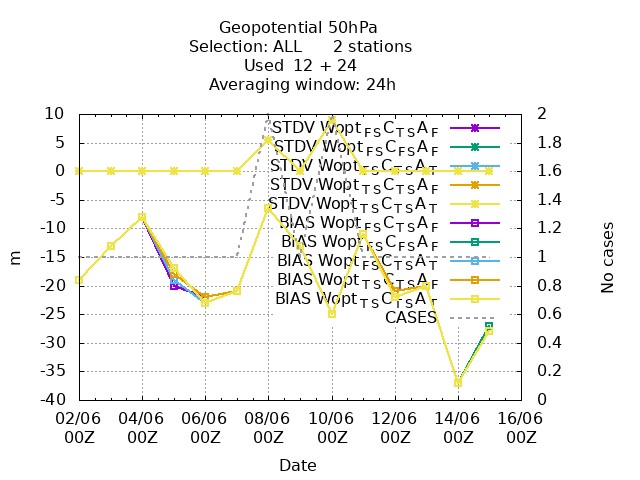 Geopotential 50hPa
Selection: ALL 2 stations
Used 12 + 24
Averaging window: 24h
10
5
0
-5
-10
-15
-20
-25
-30
-35
-40
m
STDV Wopt FS C TS A F
STDV Wopt FS C FS A F
STDV Wopt FS C TS A T
STDV Wopt TS C TS A F
STDV Wopt TS C TS A T
BIAS Wopt FS C TS A F
BIAS Wopt FS C FS A F
BIAS Wopt FS C TS A T
BIAS Wopt TS C TS A F
BIAS Wopt TS C TS A T
CASES
2
1.8
1.6
1.4
1.2
1
0.8
0.6
0.4
0.2
0
No cases
02/06 04/06 06/06 08/06 10/06 12/06 14/06 16/06
00Z 00Z 00Z 00Z 00Z 00Z 00Z 00Z
Date